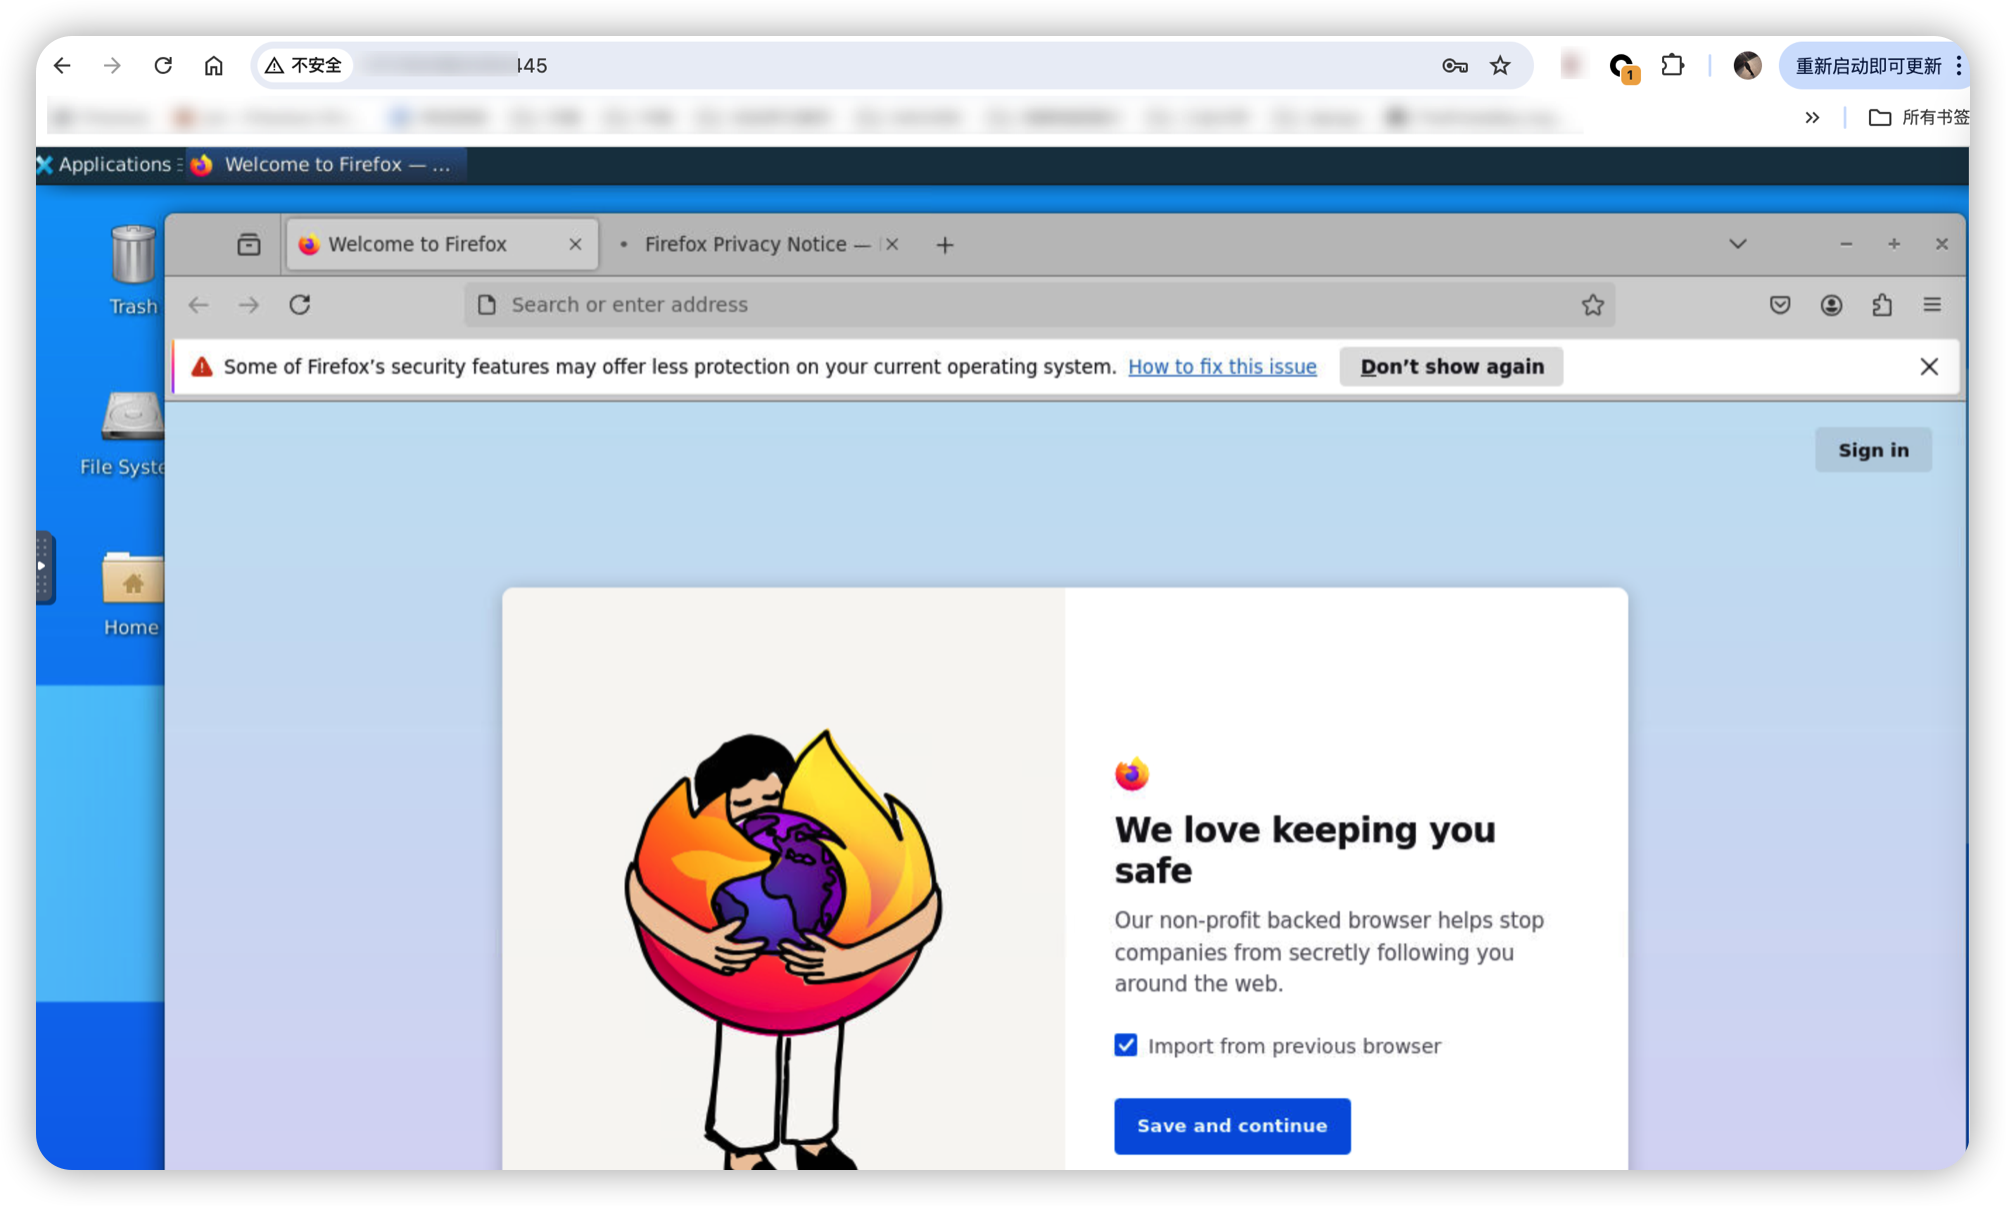 不安全
445
1
重新启动即可更新
所有书签
Applications
Welcome to Firefox — ...
Welcome to Firefox
Firefox Privacy Notice —
Search or enter address
Some of Firefox’s security features may offer less protection on your current operating system. How to fix this issue Don’t show again
Sign in
Trash
File Syste
Home
We love keeping you
safe
Our non-profit backed browser helps stop
companies from secretly following you
around the web.
Import from previous browser
Save and continue